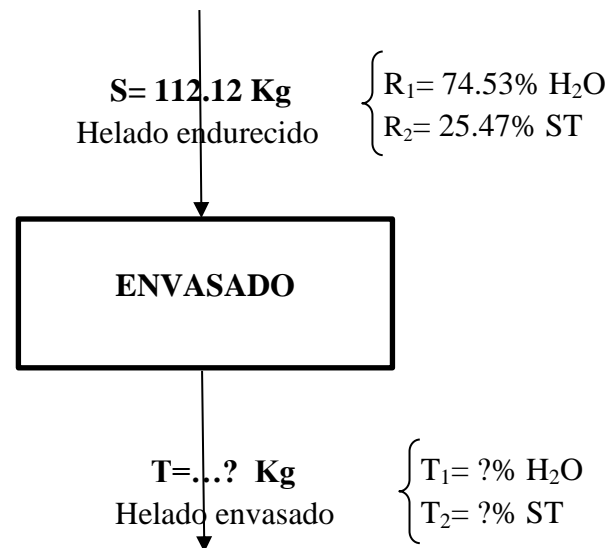 S= 112.12 Kg
Helado endurecido
R₁= 74.53% H₂O
R₂= 25.47% ST
ENVASADO
T=…? Kg
Helado envasado
T₁= ?% H₂O
T₂= ?% ST